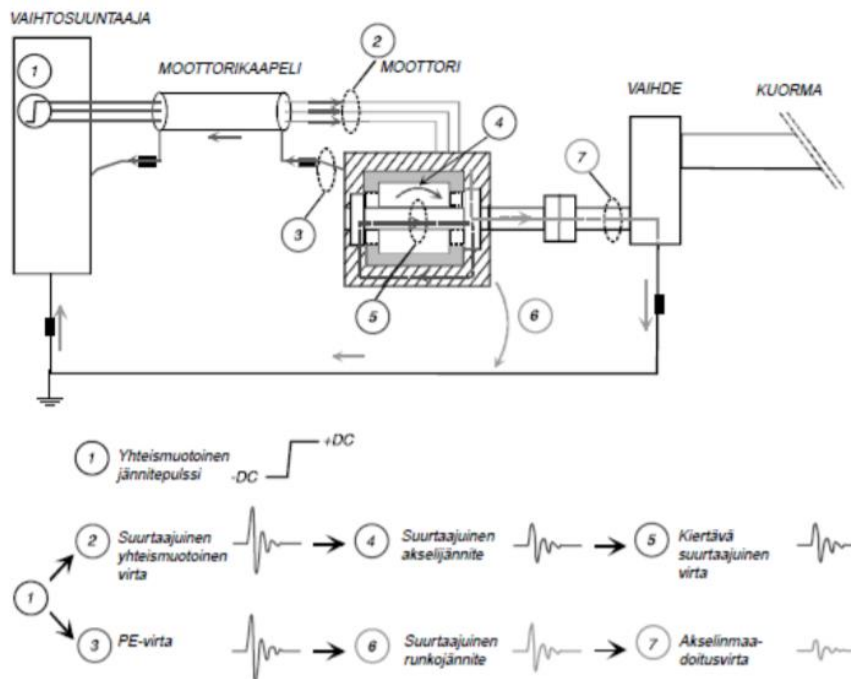 VAIHTOSUUNTAAJA
2
1
MOOTTORIKAAPELI
MOOTTORI
VAIHDE
KUORMA
4
7
3
5
6
1
Yhteismuotoinen
jännitepulssi
-DC
+DC
2
Suurtaajuinen
yhteismuotoinen
virta
4
Suurtaajuinen
akselijännite
5
Kiertävä
suurtaajuinen
virta
1
3
PE-virta
6
Suurtaajuinen
runkojännite
7
Akselinmaa-
doitusvirta